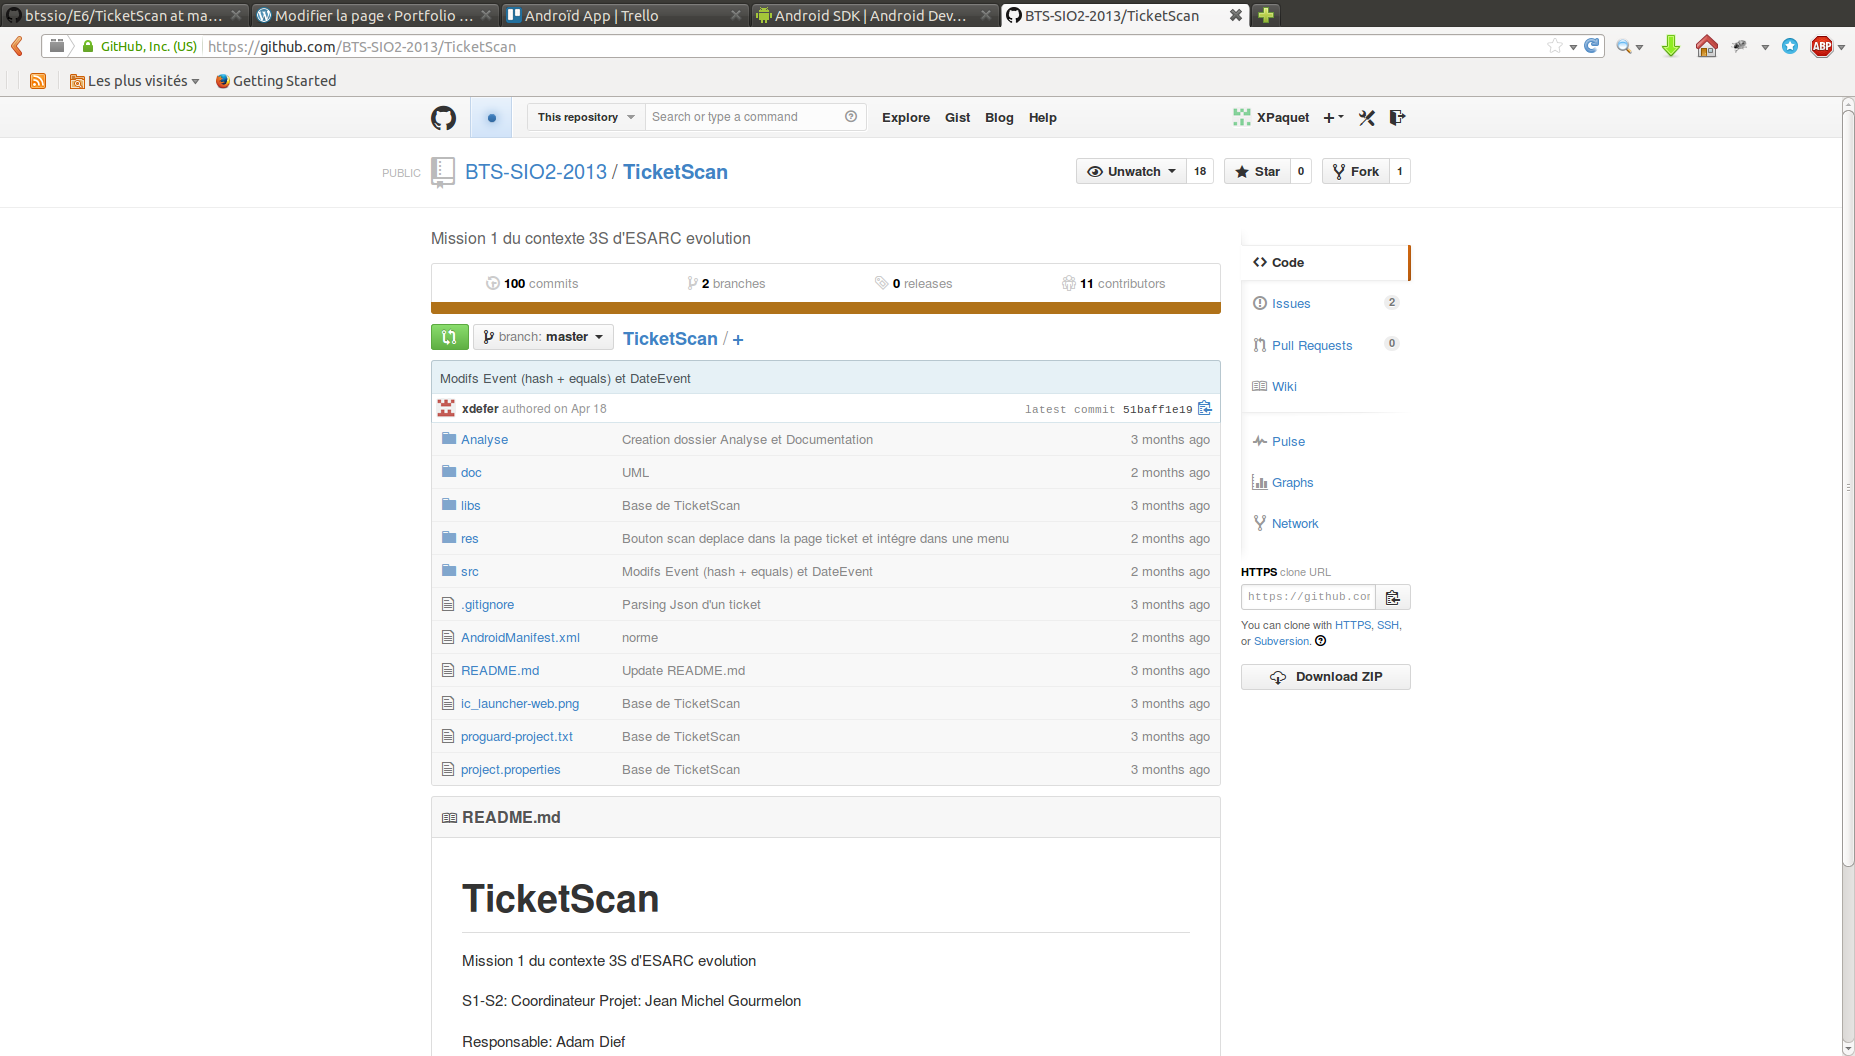 btssio/E6/TicketScan at ma...
Modifier la page ‹ Portfolio ...
Androïd App | Trello
Android SDK | Android Dev...
BTS-SIO2-2013/TicketScan
GitHub, Inc. (US)
https://github.com/BTS-SIO2-2013/TicketScan
ABP
Les plus visités
Getting Started
This repository
Search or type a command
Explore
Gist
Blog
Help
XPaquet
PUBLIC
BTS-SIO2-2013 / TicketScan
Unwatch 18
Star 0
Fork 1
Mission 1 du contexte 3S d'ESARC evolution
100 commits
2 branches
0 releases
11 contributors
branch: master
TicketScan / +
Modifs Event (hash + equals) et DateEvent
xdefer authored on Apr 18
latest commit 51baff1e19
Analyse Creation dossier Analyse et Documentation 3 months ago
doc UML 2 months ago
libs Base de TicketScan 3 months ago
res Bouton scan deplace dans la page ticket et intégre dans une menu 2 months ago
src Modifs Event (hash + equals) et DateEvent 2 months ago
.gitignore Parsing Json d'un ticket 3 months ago
AndroidManifest.xml norme 2 months ago
README.md Update README.md 3 months ago
ic_launcher-web.png Base de TicketScan 3 months ago
proguard-project.txt Base de TicketScan 3 months ago
project.properties Base de TicketScan 3 months ago
README.md
TicketScan
Mission 1 du contexte 3S d'ESARC evolution
S1-S2: Coordinateur Projet: Jean Michel Gourmelon
Responsable: Adam Dief
Code
Issues 2
Pull Requests 0
Wiki
Pulse
Graphs
Network
HTTPS clone URL
https://github.com
You can clone with HTTPS, SSH,
or Subversion.
Download ZIP